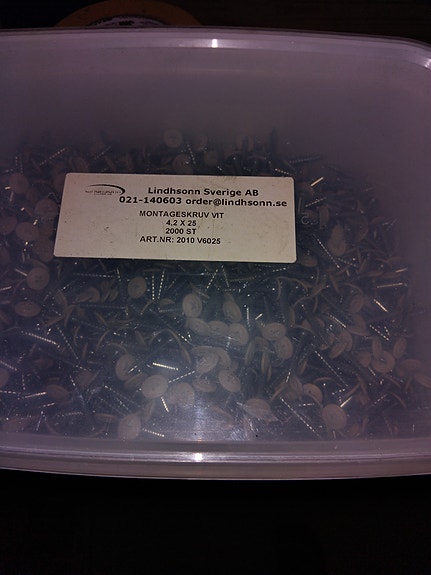 Lindhsonn Sverige AB
021-140603 order@lindhsonn.se
MONTAGESKRUV VIT
4,2 X 25
2000 ST
ART.NR: 2010 V6025